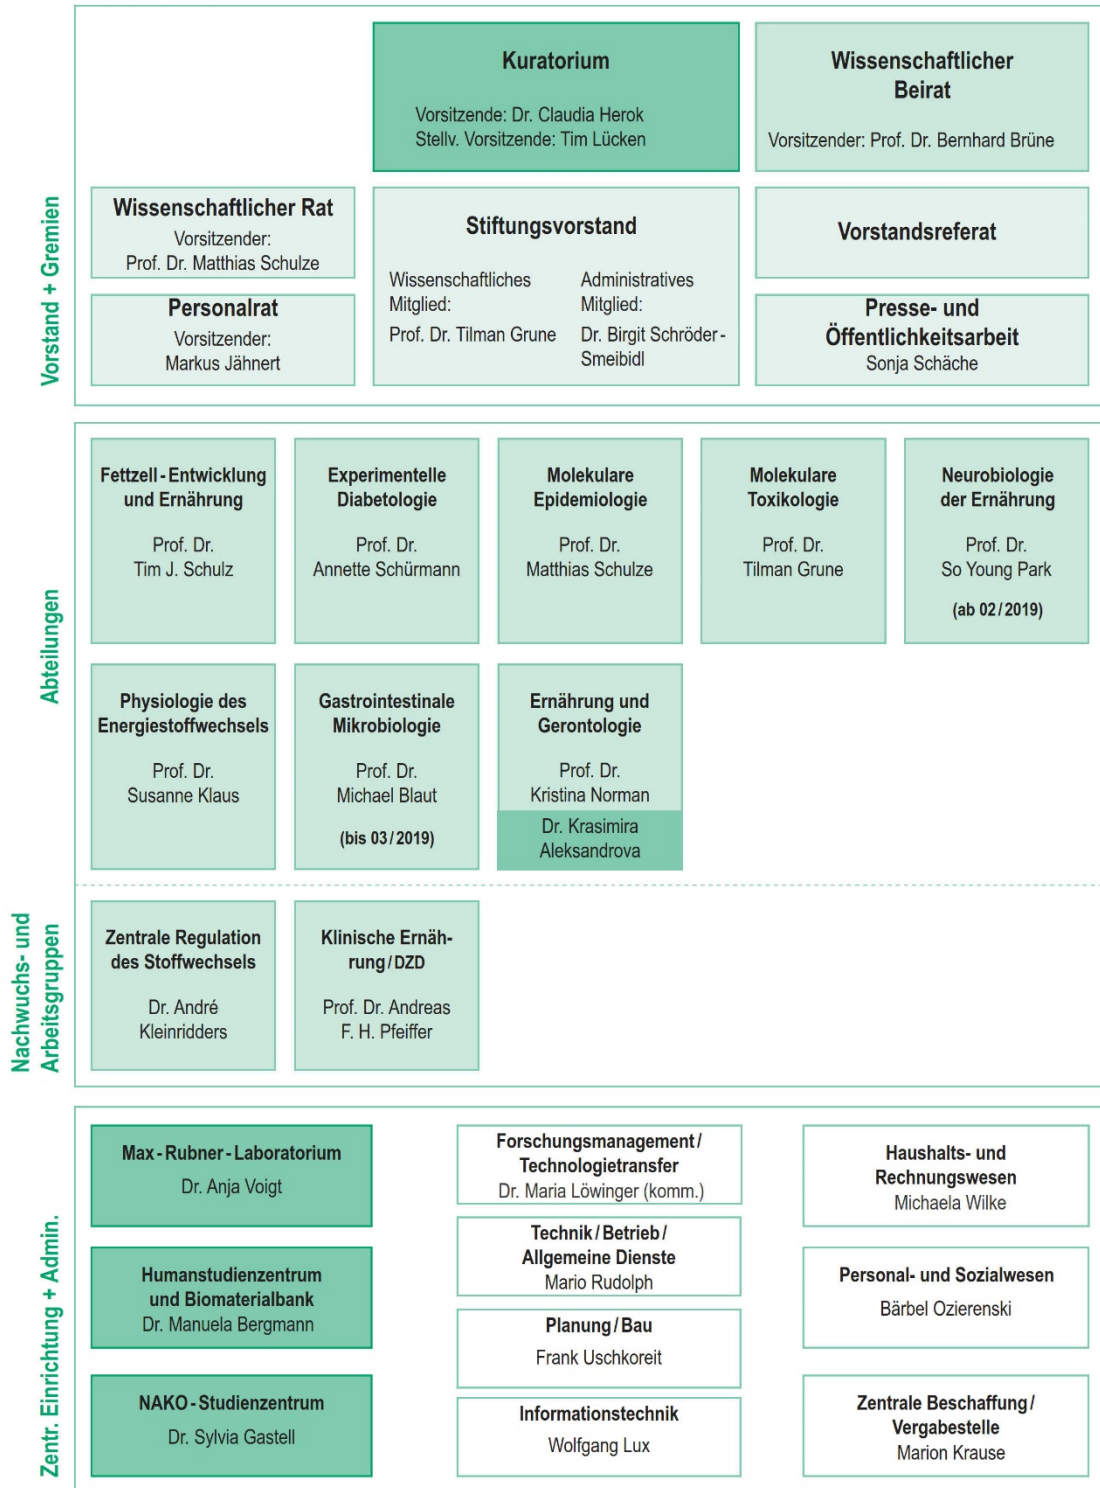 Vorstand + Gremien
Kuratorium
Vorsitzende: Dr. Claudia Herok
Stellv. Vorsitzende: Tim Lücken
Wissenschaftlicher
Beirat
Vorsitzender: Prof. Dr. Bernhard Brüne
Wissenschaftlicher Rat
Vorsitzender:
Prof. Dr. Matthias Schulze
Personalrat
Vorsitzender:
Markus Jähnert
Stiftungsvorstand
Wissenschaftliches
Mitglied:
Prof. Dr. Tilman Grune
Administratives
Mitglied:
Dr. Birgit Schröder-
Smeibidl
Vorstandsreferat
Presse- und
Öffentlichkeitsarbeit
Sonja Schäche
Abteilungen
Fettzell-Entwicklung
und Ernährung
Prof. Dr.
Tim J. Schulz
Experimentelle
Diabetologie
Prof. Dr.
Annette Schürmann
Molekulare
Epidemiologie
Prof. Dr.
Matthias Schulze
Molekulare
Toxikologie
Prof. Dr.
Tilman Grune
Neurobiologie
der Ernährung
Prof. Dr.
So Young Park
(ab 02/2019)
Physiologie des
Energiestoffwechsels
Prof. Dr.
Susanne Klaus
Gastrointestinale
Mikrobiologie
Prof. Dr.
Michael Blaut
(bis 03/2019)
Ernährung und
Gerontologie
Prof. Dr.
Kristina Norman
Dr. Krasimira
Aleksandrova
Nachwuchs- und
Arbeitsgruppen
Zentrale Regulation
des Stoffwechsels
Dr. André
Kleinridders
Klinische Ernäh-
rung/DZD
Prof. Dr. Andreas
F. H. Pfeiffer
Zentr. Einrichtung + Admin.
Max-Rubner-Laboratorium
Dr. Anja Voigt
Humanstudienzentrum
und Biomaterialbank
Dr. Manuela Bergmann
NAKO-Studienzentrum
Dr. Sylvia Gastell
Forschungsmanagement/
Technologietransfer
Dr. Maria Löwinger (komm.)
Technik/Betrieb/
Allgemeine Dienste
Mario Rudolph
Planung/Bau
Frank Uschkoreit
Informationstechnik
Wolfgang Lux
Haushalts- und
Rechnungswesen
Michaela Wilke
Personal- und Sozialwesen
Bärbel Ozierenski
Zentrale Beschaffung/
Vergabestelle
Marion Krause